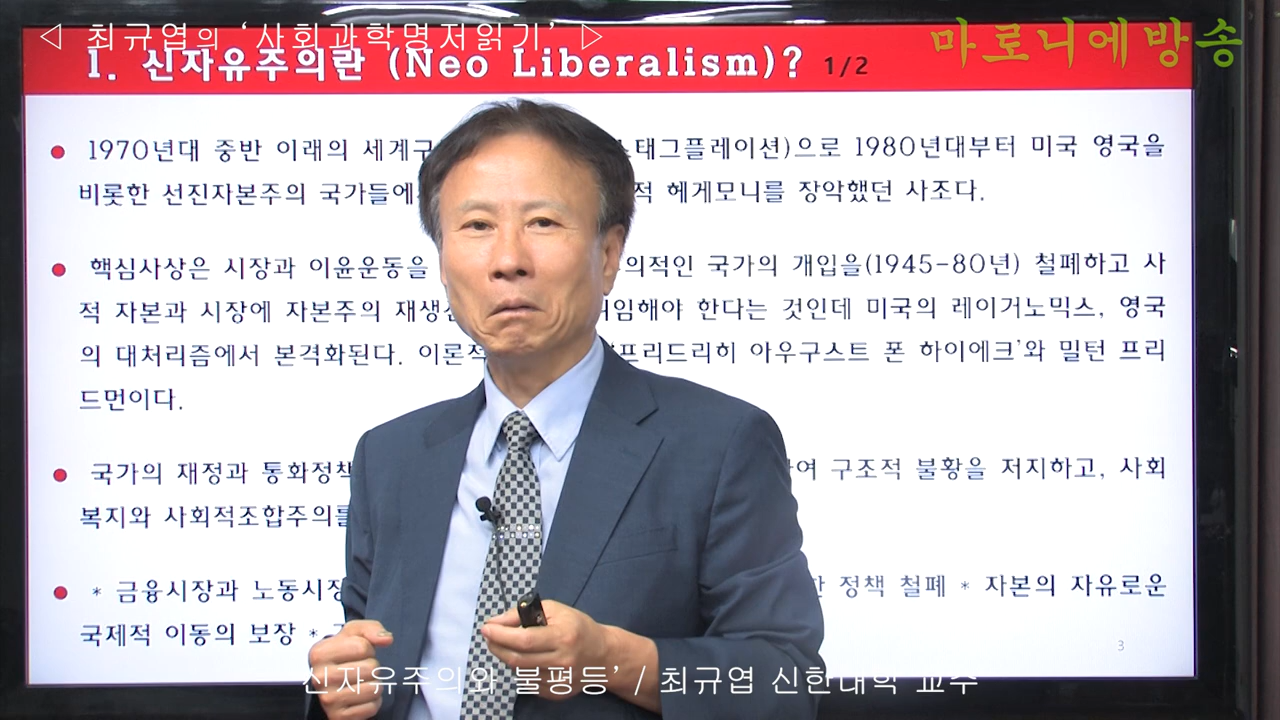 ◁ 최규엽의 '사회과학명저읽기' ▷
마로니에방송
1. 신자유주의란 (Neo Liberalism)? 1/2
● 1970년대 중반 이래의 세계구 스태그플레이션)으로 1980년대부터 미국 영국을
비롯한 선진자본주의 국가들에 적 헤게모니를 장악했던 사조다.
● 핵심사상은 시장과 이윤운동을 의적인 국가의 개입을(1945-80년) 철폐하고 사
적 자본과 시장에 자본주의 재생산 위임해야 한다는 것인데 미국의 레이거노믹스, 영국
의 대처리즘에서 본격화된다. 이론적 '프리드리히 아우구스트 폰 하이에크'와 밀턴 프리
드먼이다.
● 국가의 재정과 통화정책 하여 구조적 불황을 저지하고, 사회
복지와 사회적조합주의를
● * 금융시장과 노동시장 한 정책 철폐 * 자본의 자유로운
국제적 이동의 보장 *
3
신자유주의와 불평등' / 최규엽 신한대학 교수